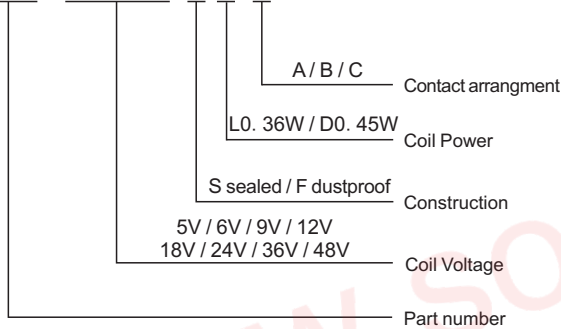 A / B / C
Contact arrangment
L0. 36W / D0. 45W
Coil Power
S sealed / F dustproof
Construction
5V / 6V / 9V / 12V
18V / 24V / 36V / 48V
Coil Voltage
Part number